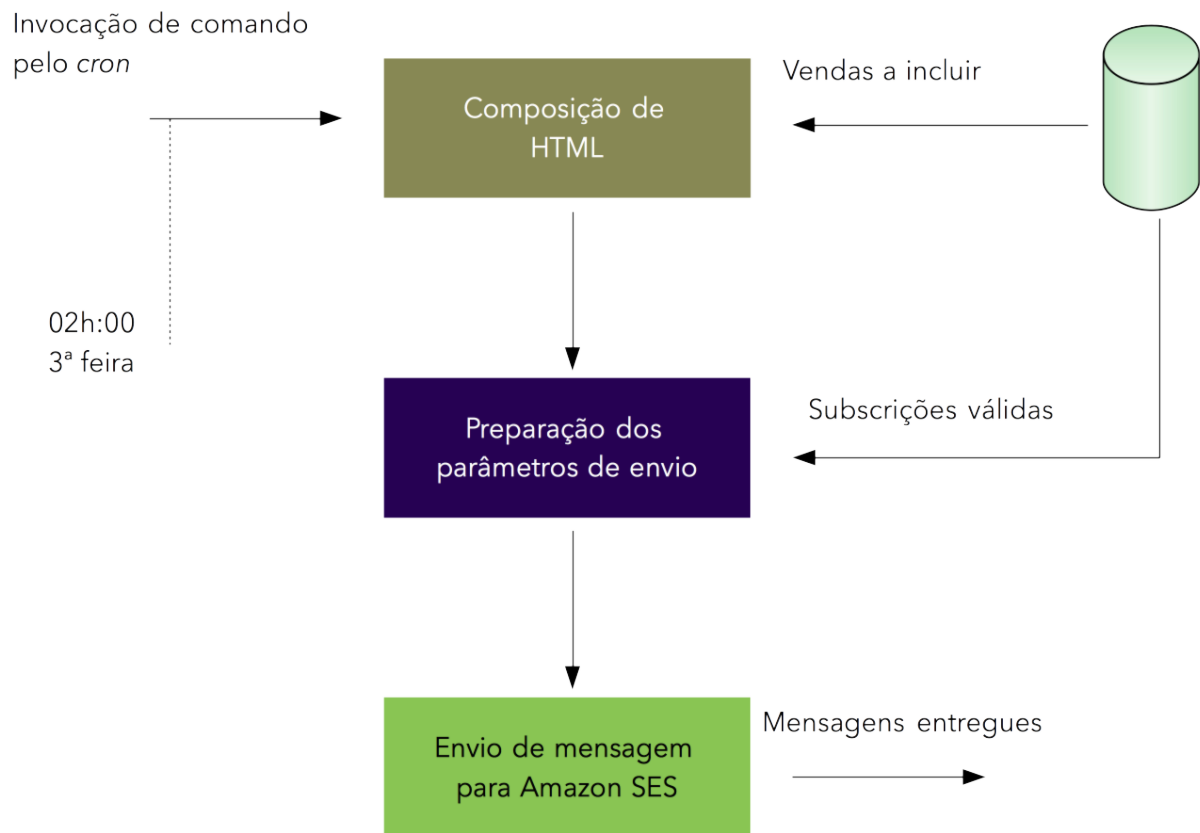 Invocação de comando
pelo cron
Vendas a incluir
Composição de
HTML
02h:00
3ª feira
Preparação dos
parâmetros de envio
Subscrições válidas
Envio de mensagem
para Amazon SES
Mensagens entregues